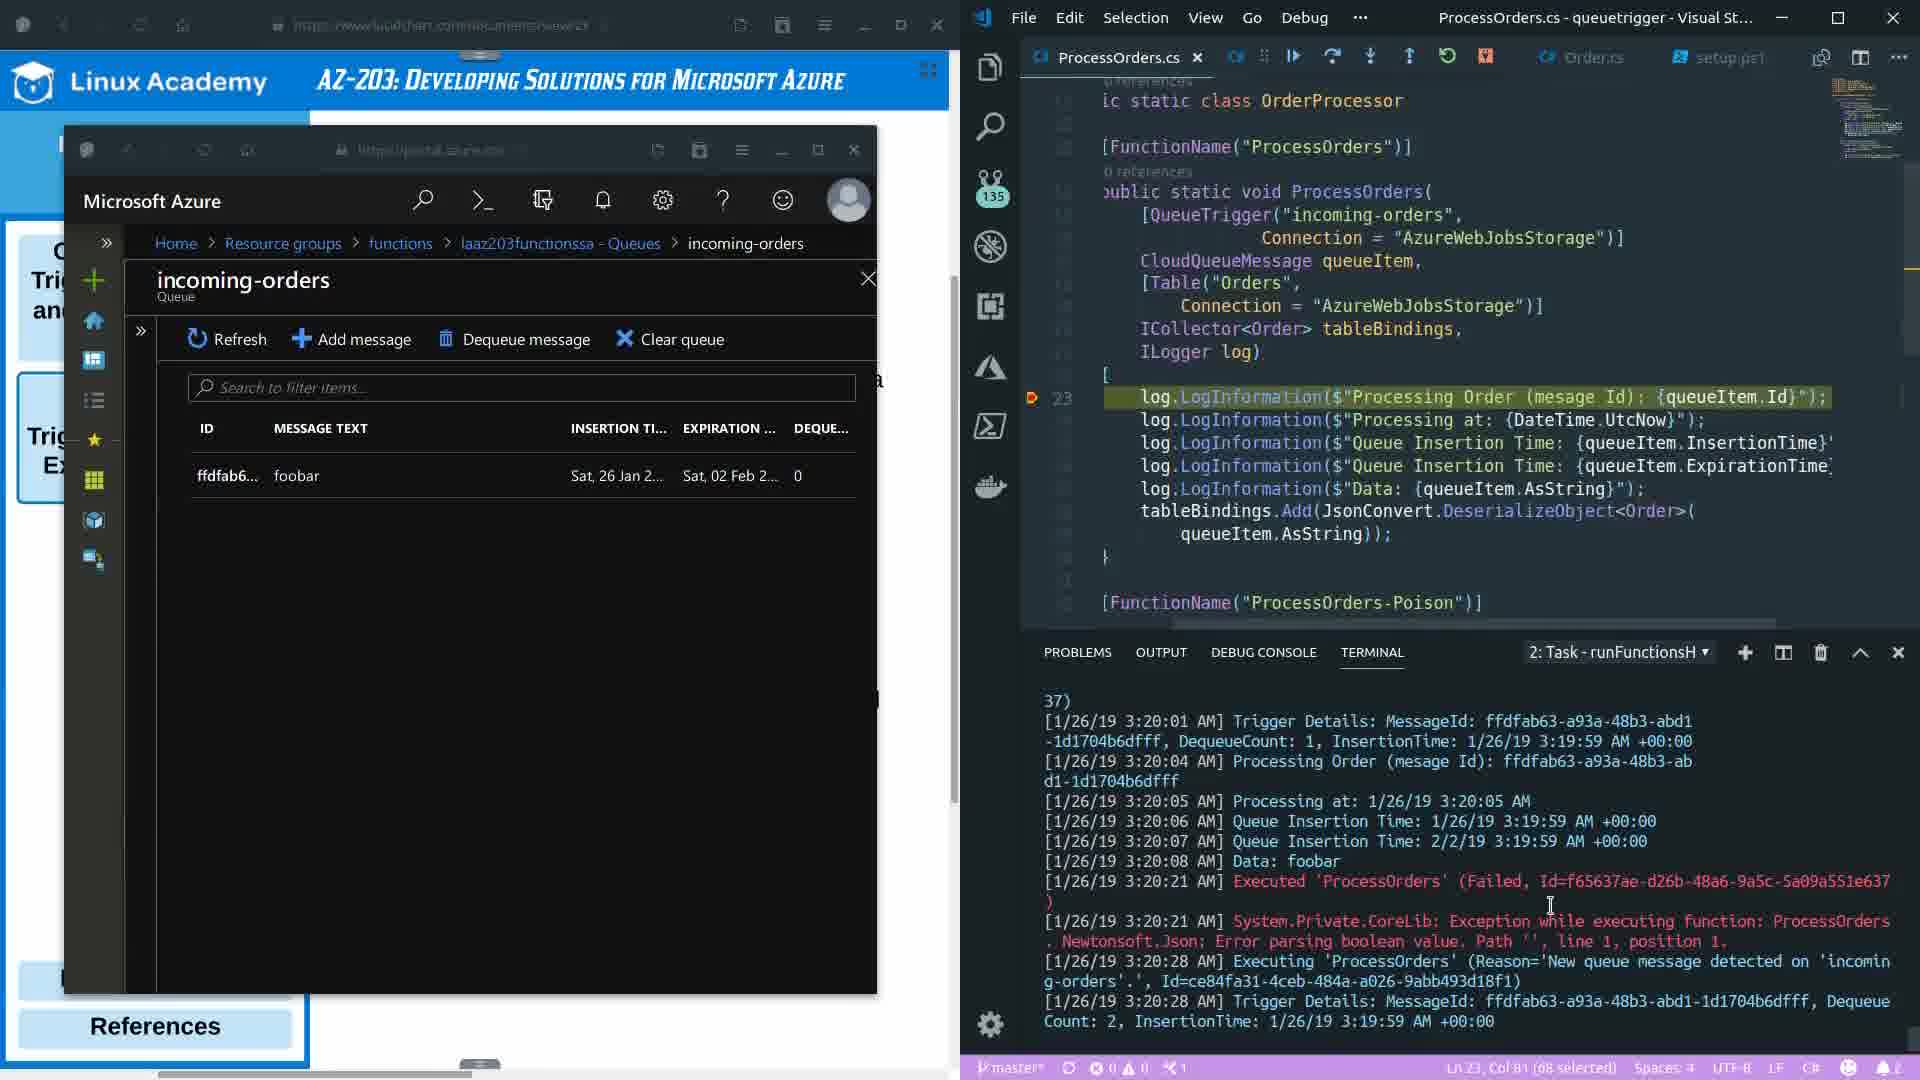 https://www.lucidchart.com/documents/view/2x
Linux Academy
AZ-203: Developing Solutions for Microsoft Azure
https://portal.azure.com
Microsoft Azure
Home > Resource groups > functions > laaz203functionssa - Queues > incoming-orders
incoming-orders
Queue
Refresh
Add message
Dequeue message
Clear queue
Search to filter items...
ID MESSAGE TEXT INSERTION TI... EXPIRATION ... DEQUE...
ffdfab6... foobar Sat, 26 Jan 2... Sat, 02 Feb 2... 0
Tri
an
Trig
E
References
File Edit Selection View Go Debug ... ProcessOrders.cs - queuetrigger - Visual St...
ProcessOrders.cs
Order.cs
setup.ps1
135
0 references
ic static class OrderProcessor
[FunctionName("ProcessOrders")]
0 references
public static void ProcessOrders(
[QueueTrigger("incoming-orders",
Connection = "AzureWebJobsStorage")]
CloudQueueMessage queueItem,
[Table("Orders",
Connection = "AzureWebJobsStorage")]
ICollector<Order> tableBindings,
ILogger log)
{
23 log.LogInformation($"Processing Order (mesage Id): {queueItem.Id}");
log.LogInformation($"Processing at: {DateTime.UtcNow}");
log.LogInformation($"Queue Insertion Time: {queueItem.InsertionTime}"
log.LogInformation($"Queue Insertion Time: {queueItem.ExpirationTime}
log.LogInformation($"Data: {queueItem.AsString}");
tableBindings.Add(JsonConvert.DeserializeObject<Order>(
queueItem.AsString));
}
[FunctionName("ProcessOrders-Poison")]
PROBLEMS OUTPUT DEBUG CONSOLE TERMINAL 2: Task - runFunctionsH
37)
[1/26/19 3:20:01 AM] Trigger Details: MessageId: ffdfab63-a93a-48b3-abd1
-1d1704b6dfff, DequeueCount: 1, InsertionTime: 1/26/19 3:19:59 AM +00:00
[1/26/19 3:20:04 AM] Processing Order (mesage Id): ffdfab63-a93a-48b3-ab
d1-1d1704b6dfff
[1/26/19 3:20:05 AM] Processing at: 1/26/19 3:20:05 AM
[1/26/19 3:20:06 AM] Queue Insertion Time: 1/26/19 3:19:59 AM +00:00
[1/26/19 3:20:07 AM] Queue Insertion Time: 2/2/19 3:19:59 AM +00:00
[1/26/19 3:20:08 AM] Data: foobar
[1/26/19 3:20:21 AM] Executed 'ProcessOrders' (Failed, Id=f65637ae-d26b-48a6-9a5c-5a09a551e637
)
[1/26/19 3:20:21 AM] System.Private.CoreLib: Exception while executing function: ProcessOrders
. Newtonsoft.Json: Error parsing boolean value. Path '', line 1, position 1.
[1/26/19 3:20:28 AM] Executing 'ProcessOrders' (Reason='New queue message detected on 'incomin
g-orders'.', Id=ce84fa31-4ceb-484a-a026-9abb493d18f1)
[1/26/19 3:20:28 AM] Trigger Details: MessageId: ffdfab63-a93a-48b3-abd1-1d1704b6dfff, Dequeue
Count: 2, InsertionTime: 1/26/19 3:19:59 AM +00:00
master* 0 0 1 Ln 23, Col 81 (68 selected) Spaces: 4 UTF-8 LF C# 2